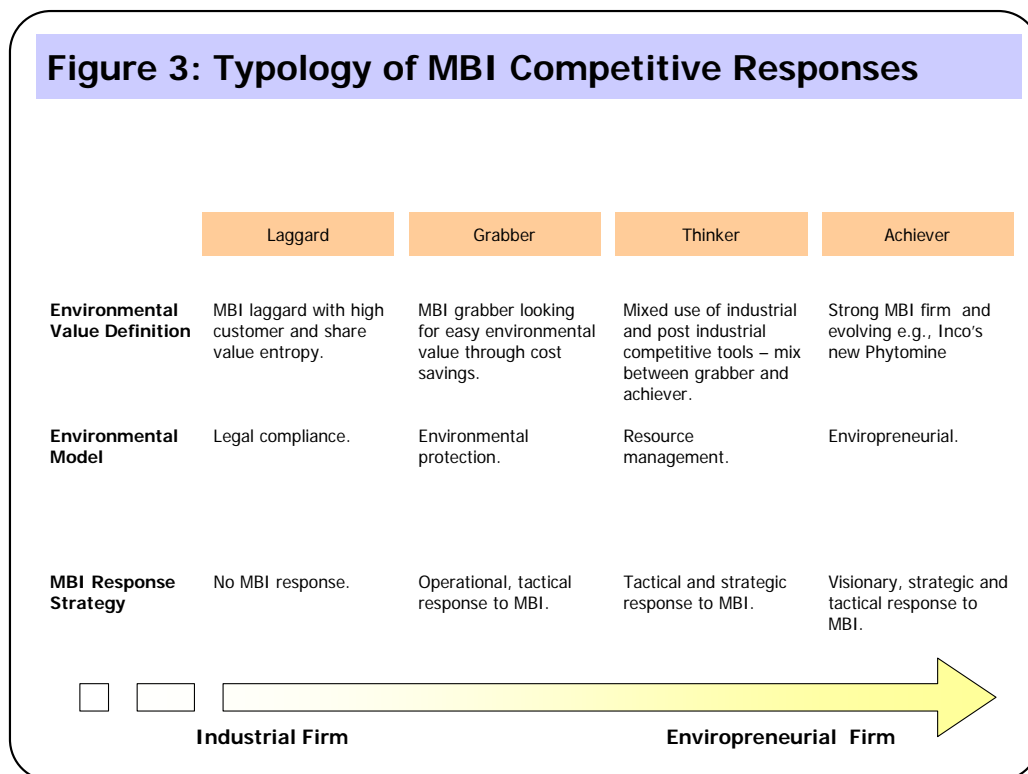 Figure 3: Typology of MBI Competitive Responses
Laggard
Grabber
Thinker
Achiever
Environmental
Value Definition
MBI laggard with high
customer and share
value entropy.
MBI grabber looking
for easy environmental
value through cost
savings.
Mixed use of industrial
and post industrial
competitive tools – mix
between grabber and
achiever.
Strong MBI firm  and
evolving e.g., Inco's
new Phytomine
Environmental
Model
Legal compliance.
Environmental
protection.
Resource
management.
Enviropreneurial.
MBI Response
Strategy
No MBI response.
Operational, tactical
response to MBI.
Tactical and strategic
response to MBI.
Visionary, strategic and
tactical response to
MBI.
Industrial Firm
Enviropreneurial  Firm